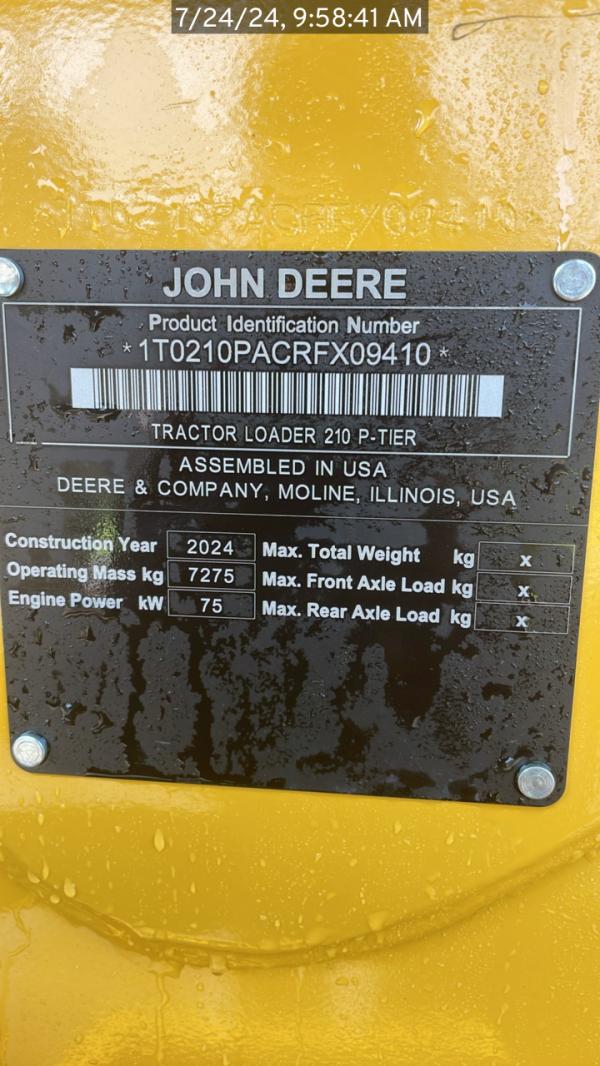 7/24/24, 9:58:41 AM
JOHN DEERE
Product Identification Number
*1T0210PACRFX09410*
TRACTOR LOADER 210 P-TIER
ASSEMBLED IN USA
DEERE & COMPANY, MOLINE, ILLINOIS, USA
Construction Year 2024 Max. Total Weight kg x
Operating Mass kg 7275 Max. Front Axle Load kg x
Engine Power kW 75 Max. Rear Axle Load kg x